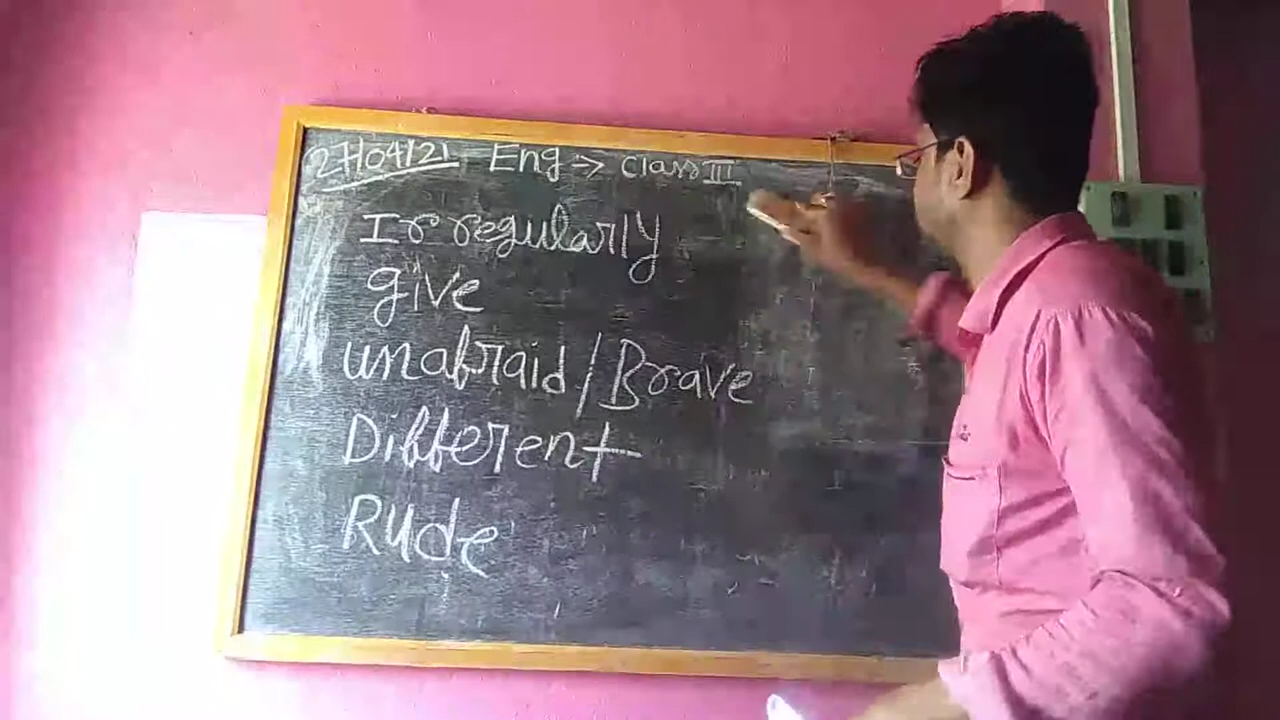 27/04/21 Eng → Class III
Irregularly
give
unafraid/Brave
Different
Rude